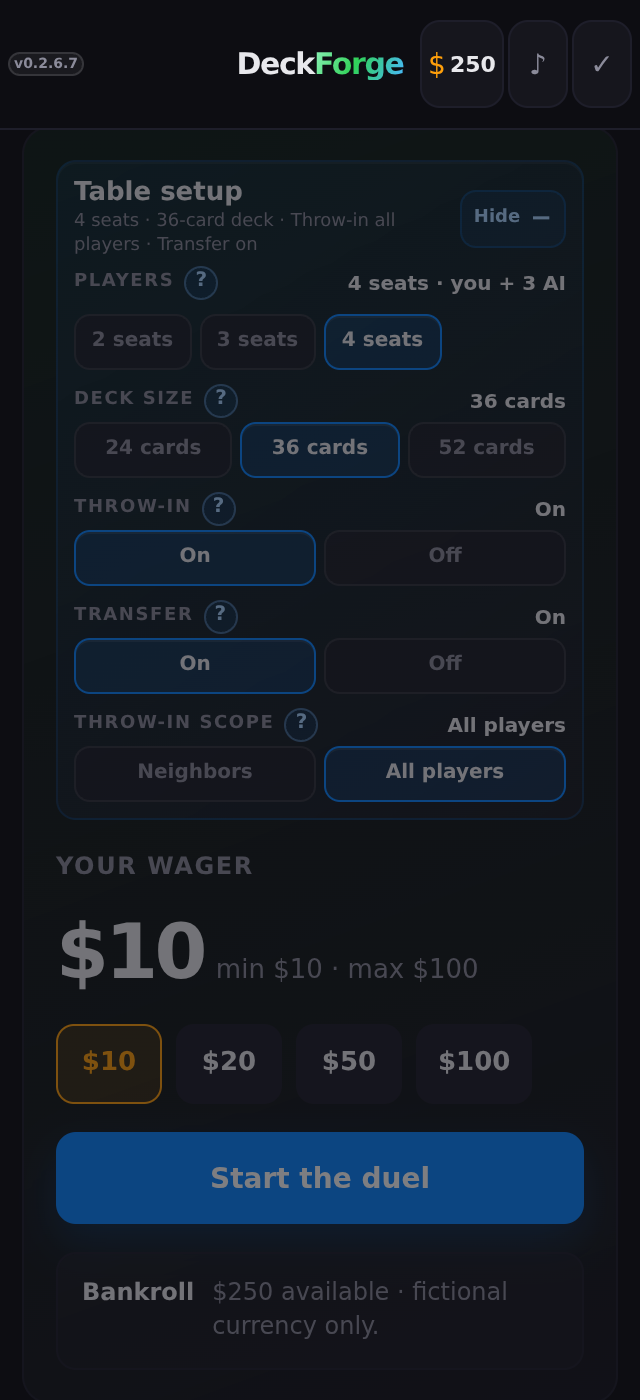 v0.2.6.7
DeckForge
$ 250
♪
✓
Table setup
4 seats · 36-card deck · Throw-in all
players · Transfer on
Hide —
PLAYERS ? 4 seats · you + 3 AI
2 seats 3 seats 4 seats
DECK SIZE ? 36 cards
24 cards 36 cards 52 cards
THROW-IN ? On
On Off
TRANSFER ? On
On Off
THROW-IN SCOPE ? All players
Neighbors All players
YOUR WAGER
$10 min $10 · max $100
$10 $20 $50 $100
Start the duel
Bankroll $250 available · fictional
currency only.